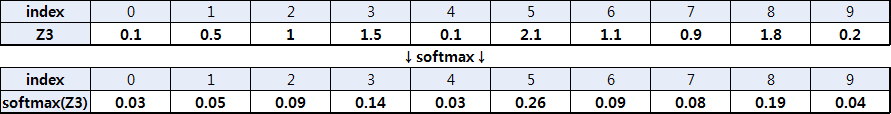 index 0 1 2 3 4 5 6 7 8 9
Z3 0.1 0.5 1 1.5 0.1 2.1 1.1 0.9 1.8 0.2
↓softmax↓
index 0 1 2 3 4 5 6 7 8 9
softmax(Z3) 0.03 0.05 0.09 0.14 0.03 0.26 0.09 0.08 0.19 0.04